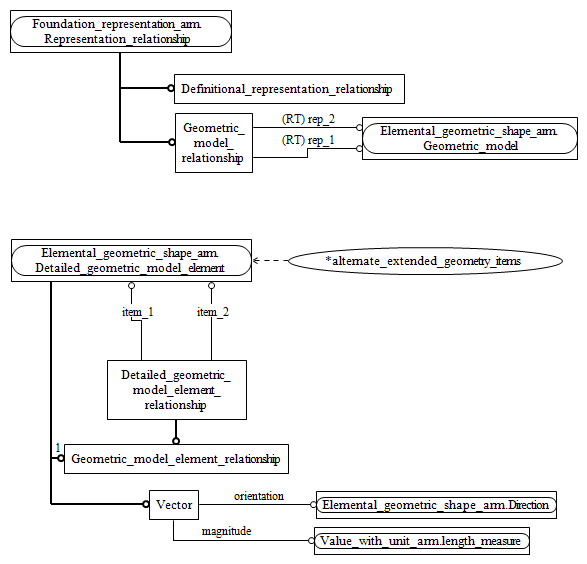 Foundation_representation_arm.
Representation_relationship
Definitional_representation_relationship
Geometric_
model_
relationship
(RT) rep_2
(RT) rep_1
Elemental_geometric_shape_arm.
Geometric_model
Elemental_geometric_shape_arm.
Detailed_geometric_model_element
*alternate_extended_geometry_items
item_1
item_2
Detailed_geometric_
model_element_
relationship
1
Geometric_model_element_relationship
Vector
orientation
Elemental_geometric_shape_arm.Direction
magnitude
Value_with_unit_arm.length_measure